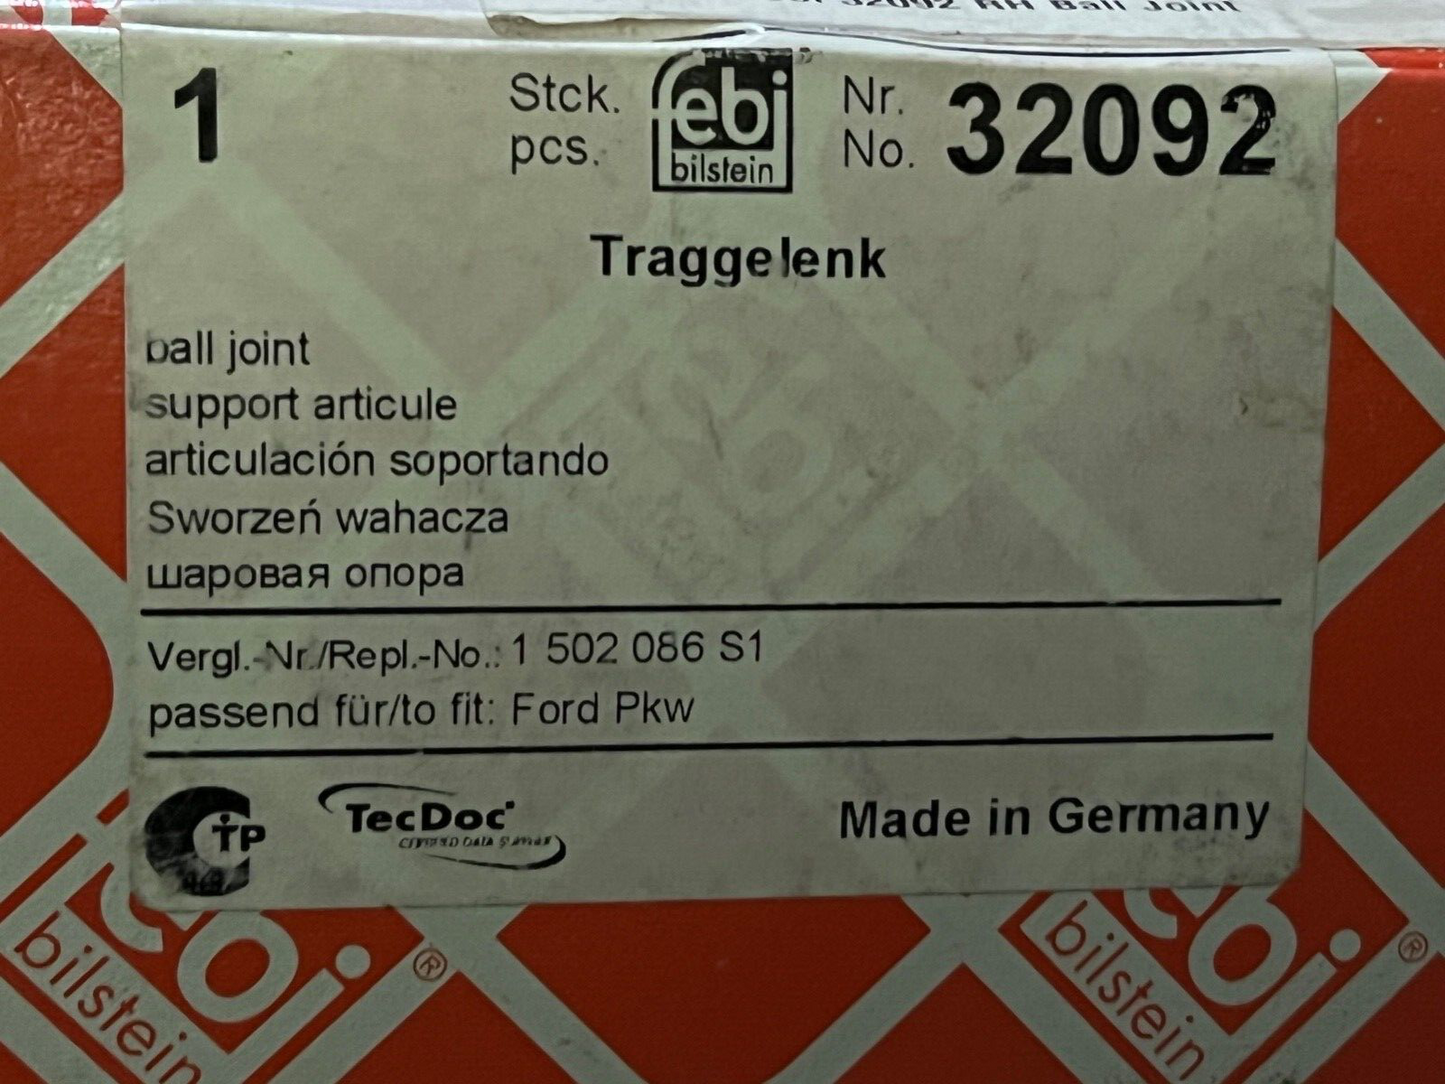 32092 RH Ball Joint
1 Stck. pcs. febi bilstein Nr. No. 32092
Traggelenk
ball joint
support articule
articulación soportando
Sworzeń wahacza
шаровая опора
Vergl.-Nr./Repl.-No.: 1 502 086 S1
passend für/to fit: Ford Pkw
TecDoc
Made in Germany
febi ® febi ®
bilstein bilstein